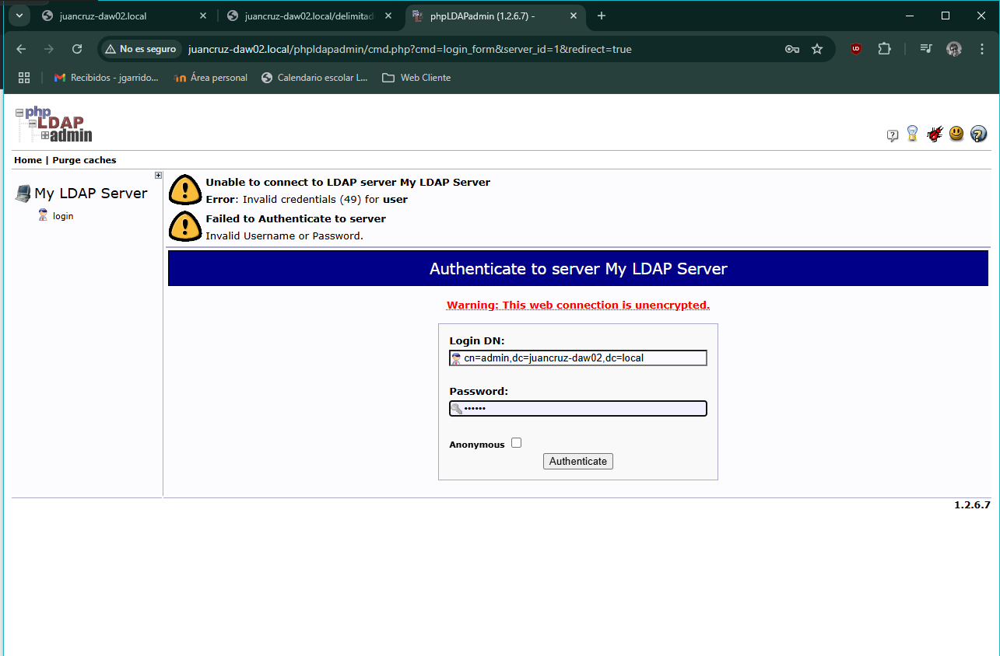 juancruz-daw02.local
juancruz-daw02.local/delimitad
phpLDAPadmin (1.2.6.7) -
No es seguro
juancruz-daw02.local/phpldapadmin/cmd.php?cmd=login_form&server_id=1&redirect=true
Recibidos - jgarrido...
Área personal
Calendario escolar L...
Web Cliente
php
LDAP
admin
Home | Purge caches
My LDAP Server
login
Unable to connect to LDAP server My LDAP Server
Error: Invalid credentials (49) for user
Failed to Authenticate to server
Invalid Username or Password.
Authenticate to server My LDAP Server
Warning: This web connection is unencrypted.
Login DN:
cn=admin,dc=juancruz-daw02,dc=local
Password:
••••••
Anonymous
Authenticate
1.2.6.7